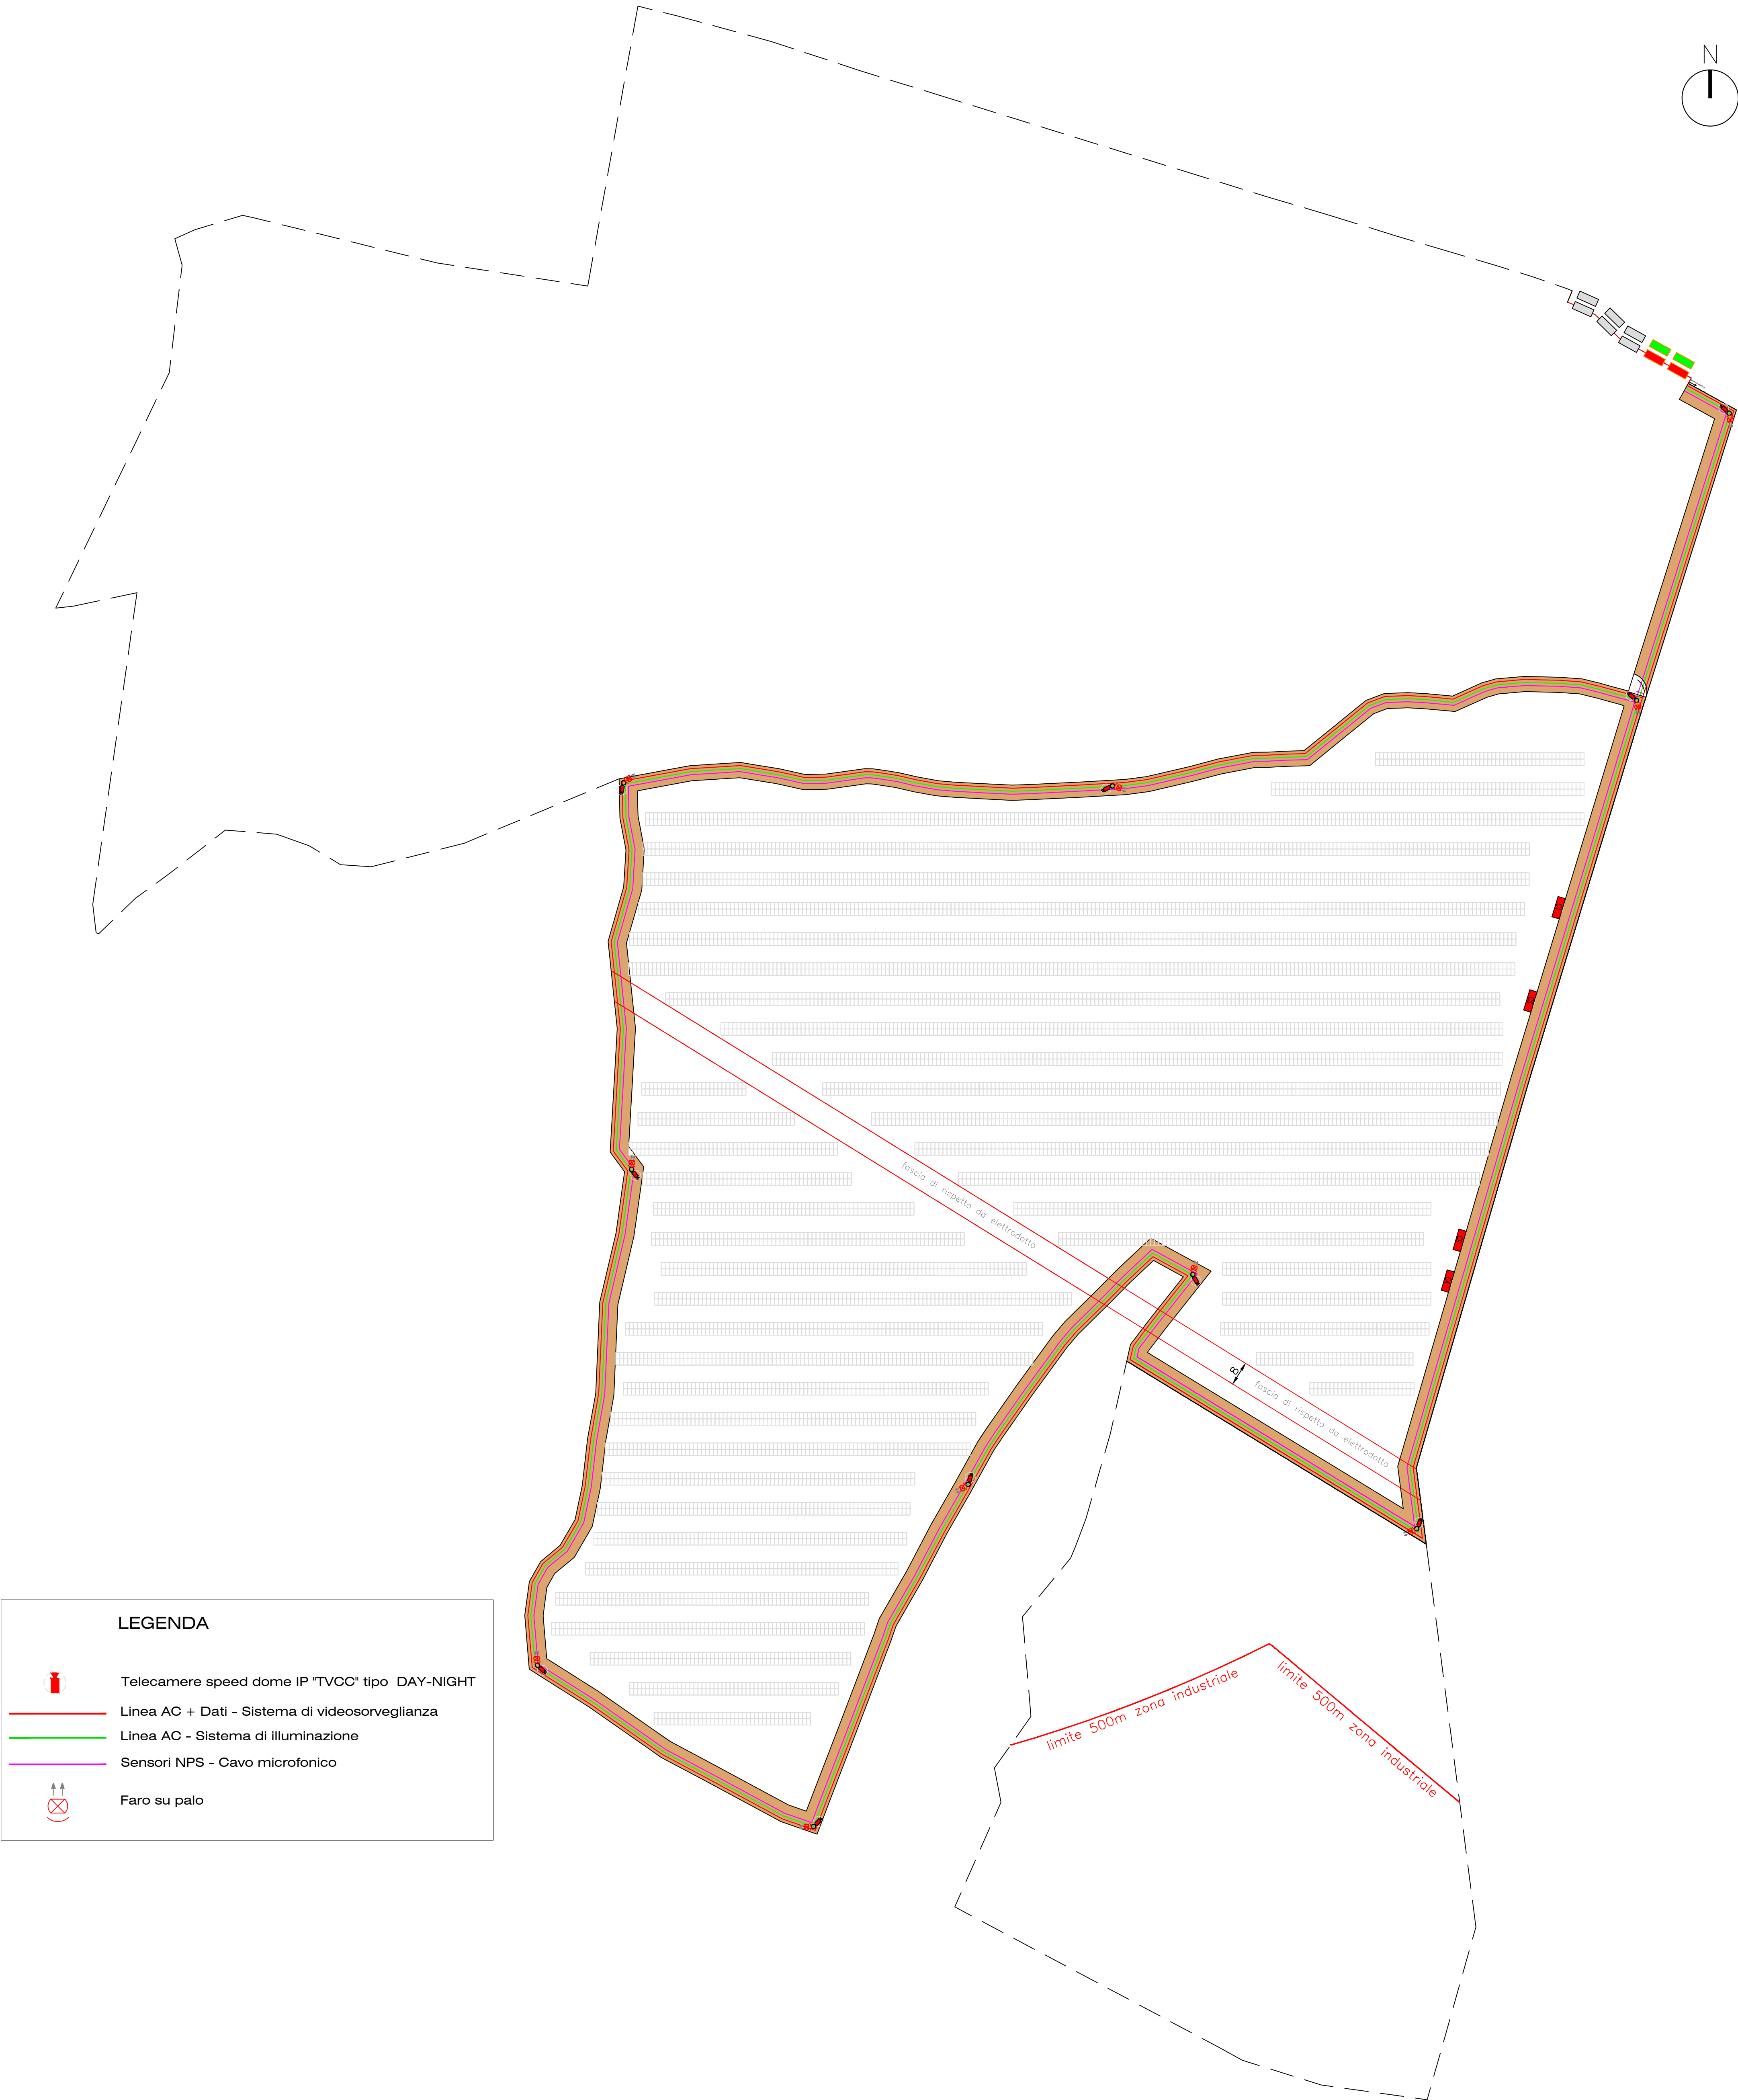 N
fascia di rispetto da elettrodotto
8
fascia di rispetto da elettrodotto
LEGENDA
Telecamere speed dome IP "TVCC" tipo DAY-NIGHT
Linea AC + Dati - Sistema di videosorveglianza
Linea AC - Sistema di illuminazione
Sensori NPS - Cavo microfonico
Faro su palo
limite 500m zona industriale
limite 500m zona industriale